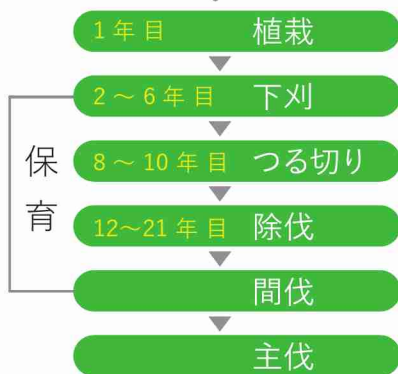 1年目 植栽
2～6年目 下刈
保育
8～10年目 つる切り
12～21年目 除伐
間伐
主伐